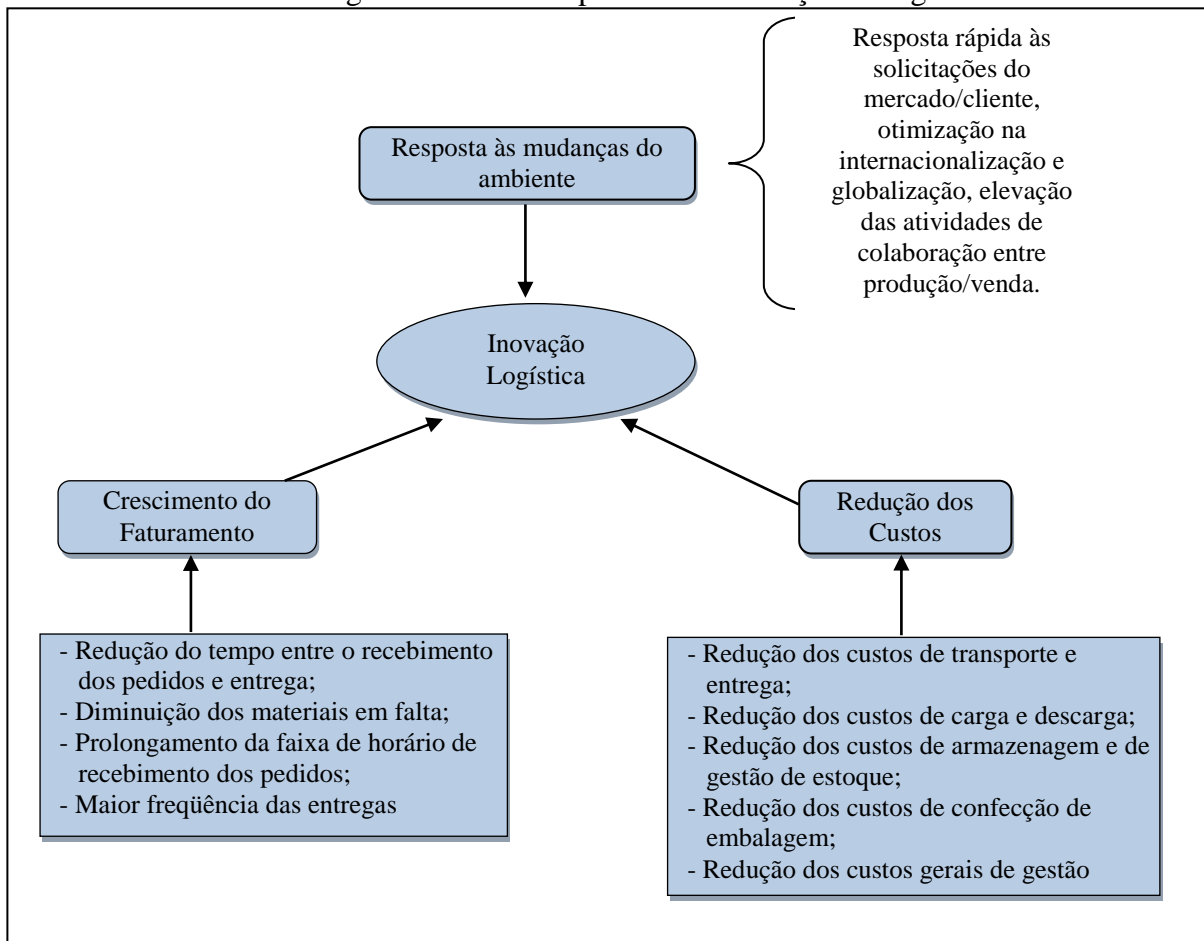 Resposta rápida às
solicitações do
mercado/cliente,
otimização na
internacionalização e
globalização, elevação
das atividades de
colaboração entre
produção/venda.
Resposta às mudanças do
ambiente
Inovação
Logística
Crescimento do
Faturamento
Redução dos
Custos
- Redução do tempo entre o recebimento
dos pedidos e entrega;
- Diminuição dos materiais em falta;
- Prolongamento da faixa de horário de
recebimento dos pedidos;
- Maior freqüência das entregas
- Redução dos custos de transporte e
entrega;
- Redução dos custos de carga e descarga;
- Redução dos custos de armazenagem e de
gestão de estoque;
- Redução dos custos de confecção de
embalagem;
- Redução dos custos gerais de gestão